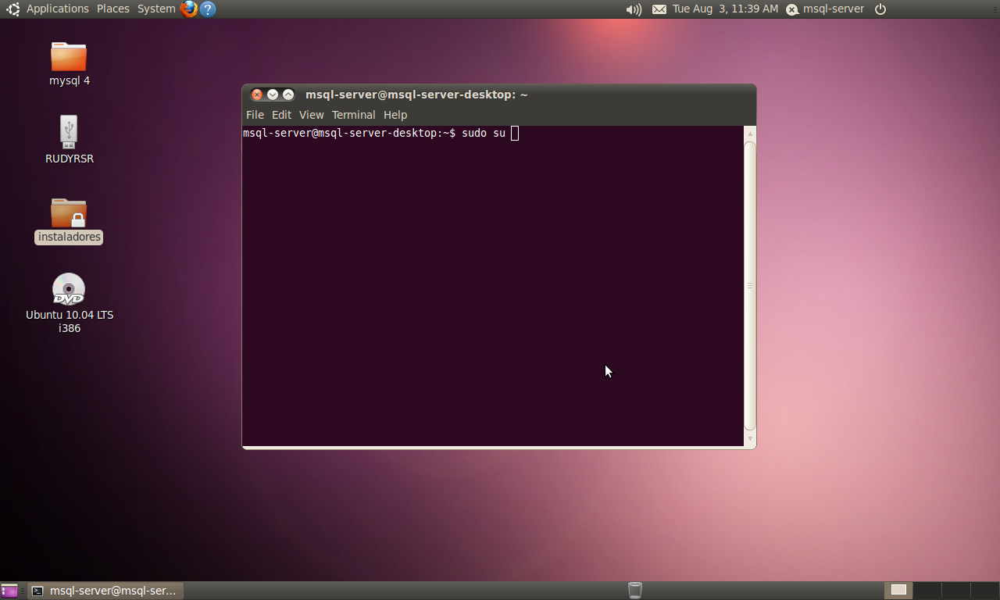 Applications Places System ? Tue Aug 3, 11:39 AM msql-server
mysql 4
RUDYRSR
instaladores
DVD
Ubuntu 10.04 LTS
i386
msql-server@msql-server-desktop: ~
File Edit View Terminal Help
msql-server@msql-server-desktop:~$ sudo su
msql-server@msql-ser...